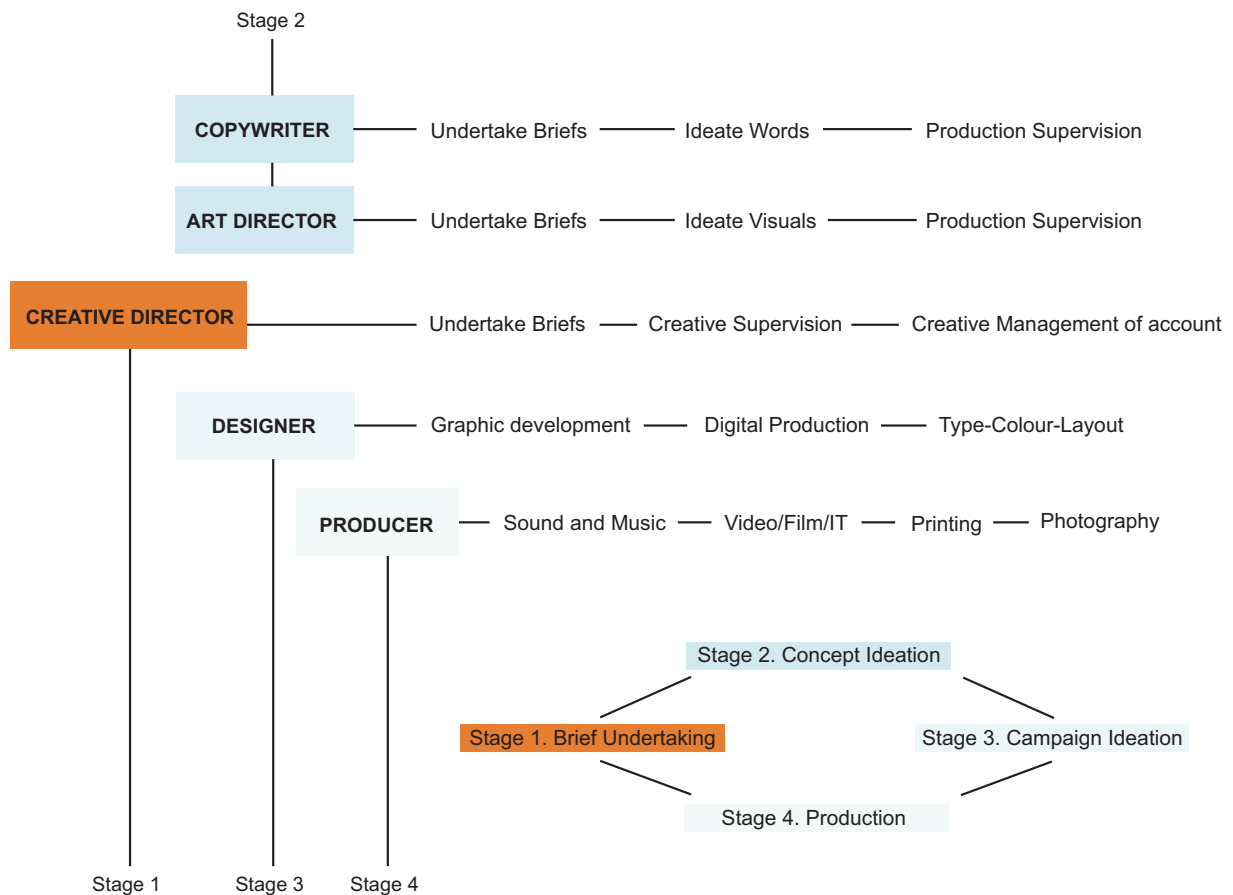 Stage 2
COPYWRITER Undertake Briefs Ideate Words Production Supervision
ART DIRECTOR Undertake Briefs Ideate Visuals Production Supervision
CREATIVE DIRECTOR Undertake Briefs Creative Supervision Creative Management of account
DESIGNER Graphic development Digital Production Type-Colour-Layout
PRODUCER Sound and Music Video/Film/IT Printing Photography
Stage 2. Concept Ideation
Stage 1. Brief Undertaking Stage 3. Campaign Ideation
Stage 4. Production
Stage 1 Stage 3 Stage 4